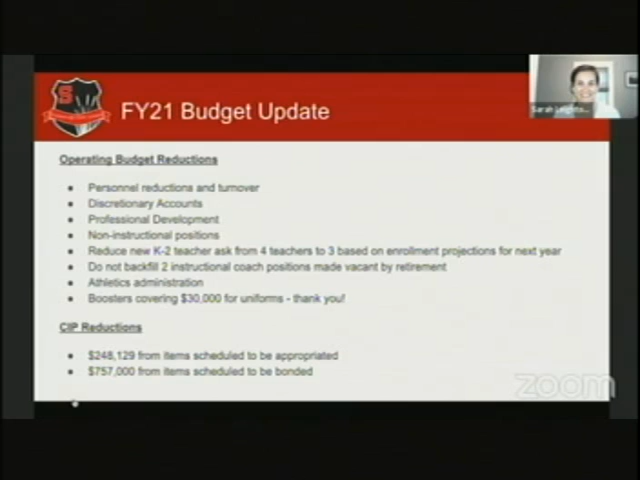 S
FY21 Budget Update
Sarah
Operating Budget Reductions
Personnel reductions and turnover
Discretionary Accounts
Professional Development
Non-instructional positions
Reduce new K-2 teacher ask from 4 teachers to 3 based on enrollment projections for next year
Do not backfill 2 instructional coach positions made vacant by retirement
Athletics administration
Boosters covering $30,000 for uniforms - thank you!
CIP Reductions
$248,129 from items scheduled to be appropriated
$757,000 from items scheduled to be bonded
zoom